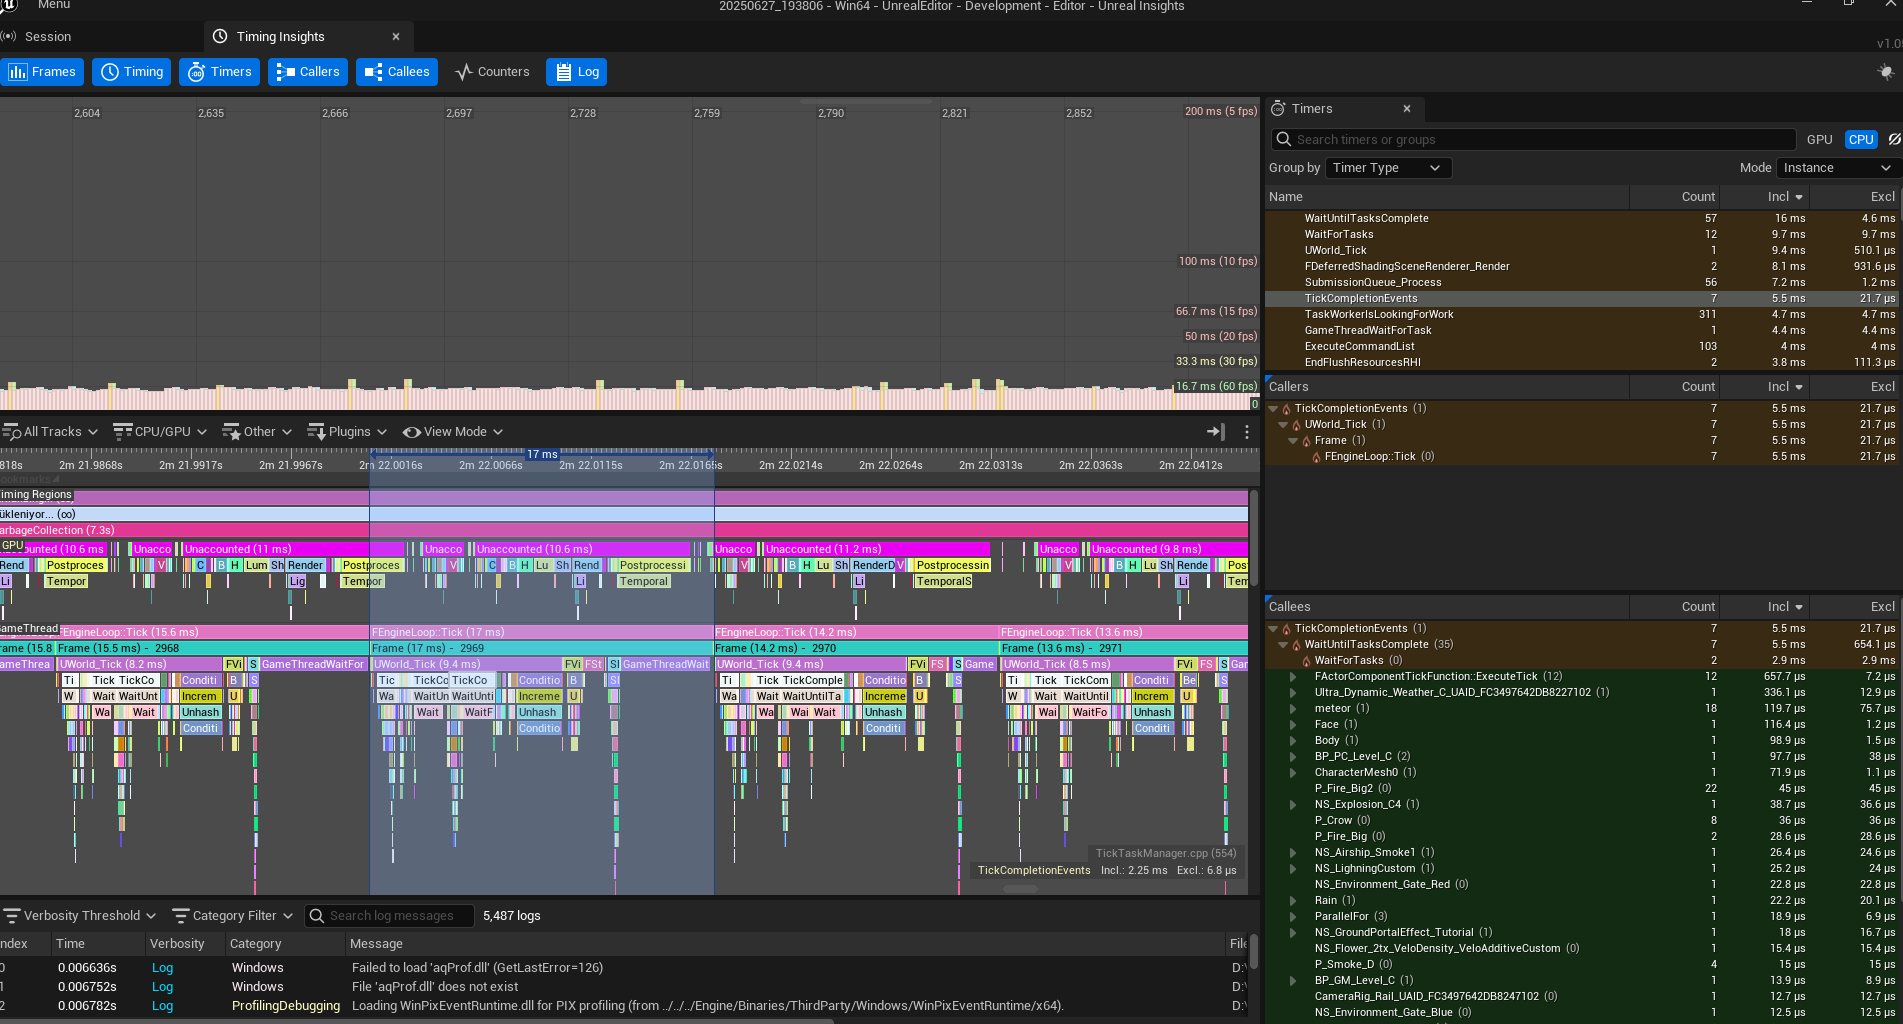 Menu
20250627_193806 - Win64 - UnrealEditor - Development - Editor - Unreal Insights
Session
Timing Insights
v1.0
Frames Timing Timers Callers Callees Counters Log
2,604 2,635 2,666 2,697 2,728 2,759 2,790 2,821 2,852
200 ms (5 fps)
100 ms (10 fps)
66.7 ms (15 fps)
50 ms (20 fps)
33.3 ms (30 fps)
16.7 ms (60 fps)
0
All Tracks CPU/GPU Other Plugins View Mode
17 ms
818s 2m 21.9868s 2m 21.9917s 2m 21.9967s 2m 22.0016s 2m 22.0066s 2m 22.0115s 2m 22.0165s 2m 22.0214s 2m 22.0264s 2m 22.0313s 2m 22.0363s 2m 22.0412s
ookmarks
iming Regions
ükleniyor... (∞)
arbageCollection (7.3s)
GPU
ounted (10.6 ms Unacco Unaccounted (11 ms) Unacco Unaccounted (10.6 ms) Unacco Unaccounted (11.2 ms) Unacco Unaccounted (9.8 ms)
Rend Postproces V C B H Lum Sh Render Postproces V C B H Lu Sh Rend Postprocessi V B H Lu Sh RenderD V Postprocessin V B H Lu Sh Rende Post
Li Tempor Lig Tempor Li Temporal Li TemporalS Li Tem
ameThread
FEngineLoop::Tick (15.6 ms) FEngineLoop::Tick (17 ms) FEngineLoop::Tick (14.2 ms) FEngineLoop::Tick (13.6 ms)
rame (15.8 Frame (15.5 ms) - 2968 Frame (17 ms) - 2969 Frame (14.2 ms) - 2970 Frame (13.6 ms) - 2971
ameThrea UWorld_Tick (8.2 ms) FVi S GameThreadWaitFor UWorld_Tick (9.4 ms) FVi FSt Sl GameThreadWait UWorld_Tick (9.4 ms) FVi FS S Game UWorld_Tick (8.5 ms) FVi FS S Gar
Ti Tick TickCo Conditi B S Tic TickCo TickCo Conditio B Sl Ti Tick TickComple Conditi B S Ti Tick TickCom Conditi Be S
W Wait WaitUnt Increm U Wa WaitUn WaitUnti Increme U Wa Wait WaitUntilTa Increme U W Wait WaitUntil Increm U
Wa Wait Unhash Wait WaitF Unhash Wa Wai Wait Unhash Wai WaitFo Unhash
Conditi Conditio Conditi Conditi
TickTaskManager.cpp (554)
TickCompletionEvents Incl.: 2.25 ms Excl.: 6.8 µs
Verbosity Threshold Category Filter Search log messages 5,487 logs
ndex Time Verbosity Category Message File
0 0.006636s Log Windows Failed to load 'aqProf.dll' (GetLastError=126) D:\
1 0.006752s Log Windows File 'aqProf.dll' does not exist D:\
2 0.006782s Log ProfilingDebugging Loading WinPixEventRuntime.dll for PIX profiling (from ../../../Engine/Binaries/ThirdParty/Windows/WinPixEventRuntime/x64). D:\
Timers
Search timers or groups GPU CPU
Group by Timer Type Mode Instance
Name Count Incl Excl
WaitUntilTasksComplete 57 16 ms 4.6 ms
WaitForTasks 12 9.7 ms 9.7 ms
UWorld_Tick 1 9.4 ms 510.1 µs
FDeferredShadingSceneRenderer_Render 2 8.1 ms 931.6 µs
SubmissionQueue_Process 56 7.2 ms 1.2 ms
TickCompletionEvents 7 5.5 ms 21.7 µs
TaskWorkerIsLookingForWork 311 4.7 ms 4.7 ms
GameThreadWaitForTask 1 4.4 ms 4.4 ms
ExecuteCommandList 103 4 ms 4 ms
EndFlushResourcesRHI 2 3.8 ms 111.3 µs
Callers Count Incl Excl
TickCompletionEvents (1) 7 5.5 ms 21.7 µs
UWorld_Tick (1) 7 5.5 ms 21.7 µs
Frame (1) 7 5.5 ms 21.7 µs
FEngineLoop::Tick (0) 7 5.5 ms 21.7 µs
Callees Count Incl Excl
TickCompletionEvents (1) 7 5.5 ms 21.7 µs
WaitUntilTasksComplete (35) 7 5.5 ms 654.1 µs
WaitForTasks (0) 2 2.9 ms 2.9 ms
FActorComponentTickFunction::ExecuteTick (12) 12 657.7 µs 7.2 µs
Ultra_Dynamic_Weather_C_UAID_FC3497642DB8227102 (1) 1 336.1 µs 12.9 µs
meteor (1) 18 119.7 µs 75.7 µs
Face (1) 1 116.4 µs 1.2 µs
Body (1) 1 98.9 µs 1.5 µs
BP_PC_Level_C (2) 1 97.7 µs 38 µs
CharacterMesh0 (1) 1 71.9 µs 1.1 µs
P_Fire_Big2 (0) 22 45 µs 45 µs
NS_Explosion_C4 (1) 1 38.7 µs 36.6 µs
P_Crow (0) 8 36 µs 36 µs
P_Fire_Big (0) 2 28.6 µs 28.6 µs
NS_Airship_Smoke1 (1) 1 26.4 µs 24.6 µs
NS_LighningCustom (1) 1 25.2 µs 24 µs
NS_Environment_Gate_Red (0) 1 22.8 µs 22.8 µs
Rain (1) 1 22.2 µs 20.1 µs
ParallelFor (3) 1 18.9 µs 6.9 µs
NS_GroundPortalEffect_Tutorial (1) 1 18 µs 16.7 µs
NS_Flower_2tx_VeloDensity_VeloAdditiveCustom (0) 1 15.4 µs 15.4 µs
P_Smoke_D (0) 4 15 µs 15 µs
BP_GM_Level_C (1) 1 13.9 µs 8.9 µs
CameraRig_Rail_UAID_FC3497642DB8247102 (0) 1 12.7 µs 12.7 µs
NS_Environment_Gate_Blue (0) 1 12.5 µs 12.5 µs